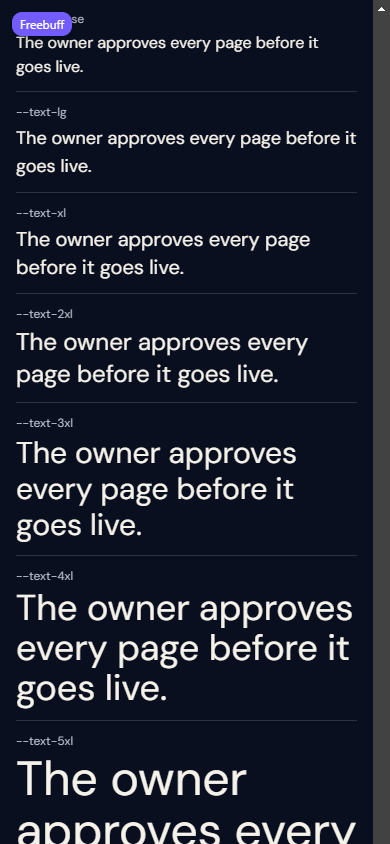 Freebuff
se
The owner approves every page before it
goes live.
--text-lg
The owner approves every page before it
goes live.
--text-xl
The owner approves every page
before it goes live.
--text-2xl
The owner approves every
page before it goes live.
--text-3xl
The owner approves
every page before it
goes live.
--text-4xl
The owner approves
every page before it
goes live.
--text-5xl
The owner
approves every